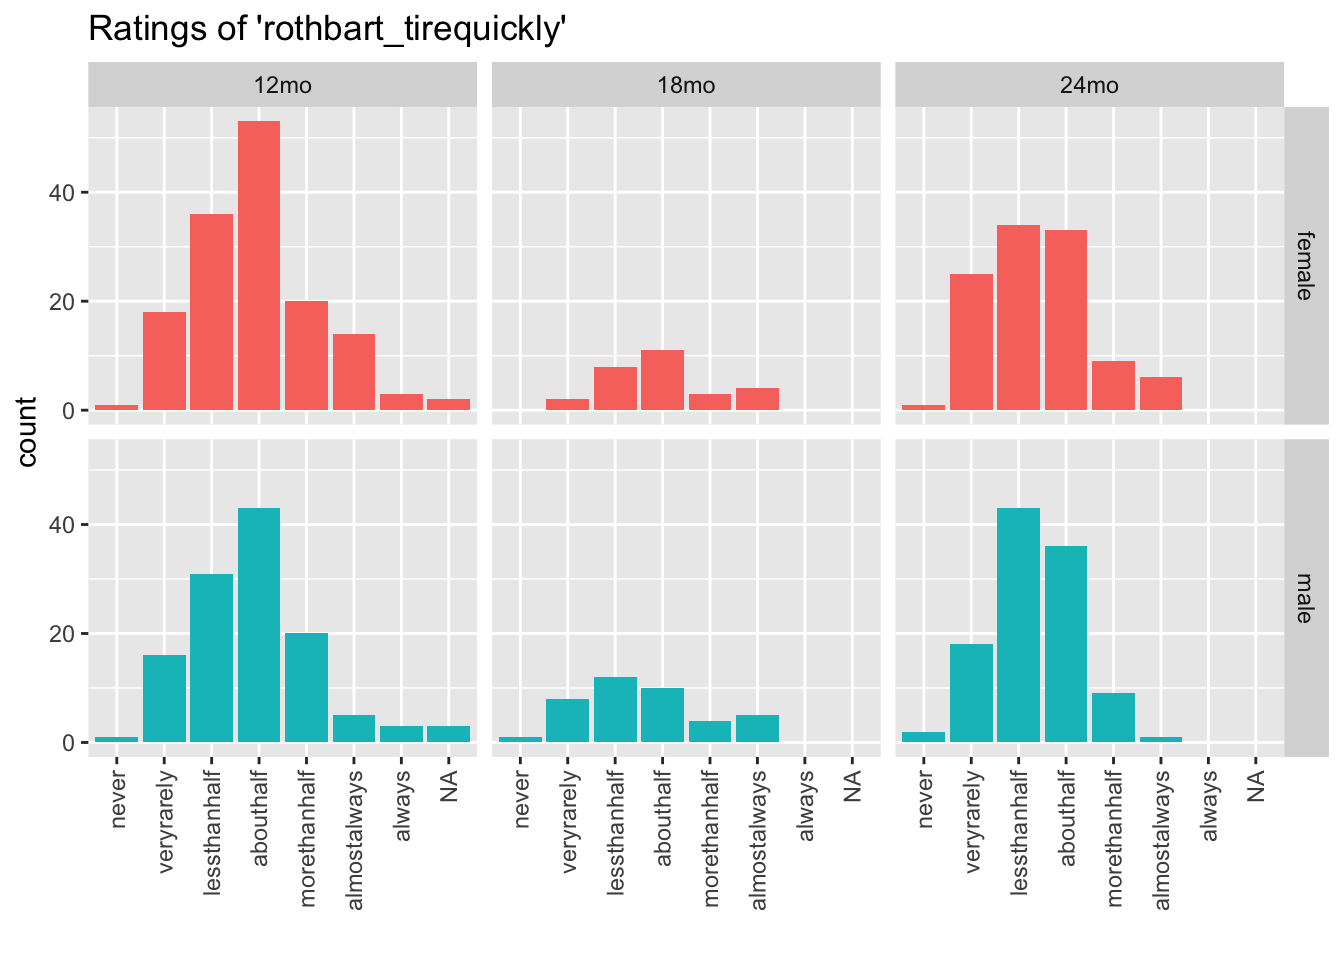 Ratings of 'rothbart_tirequickly'
12mo 18mo 24mo
40
20
0
female
count
40
20
0
male
never veryrarely lessthanhalf abouthalf morethanhalf almostalways always NA never veryrarely lessthanhalf abouthalf morethanhalf almostalways always NA never veryrarely lessthanhalf abouthalf morethanhalf almostalways always NA